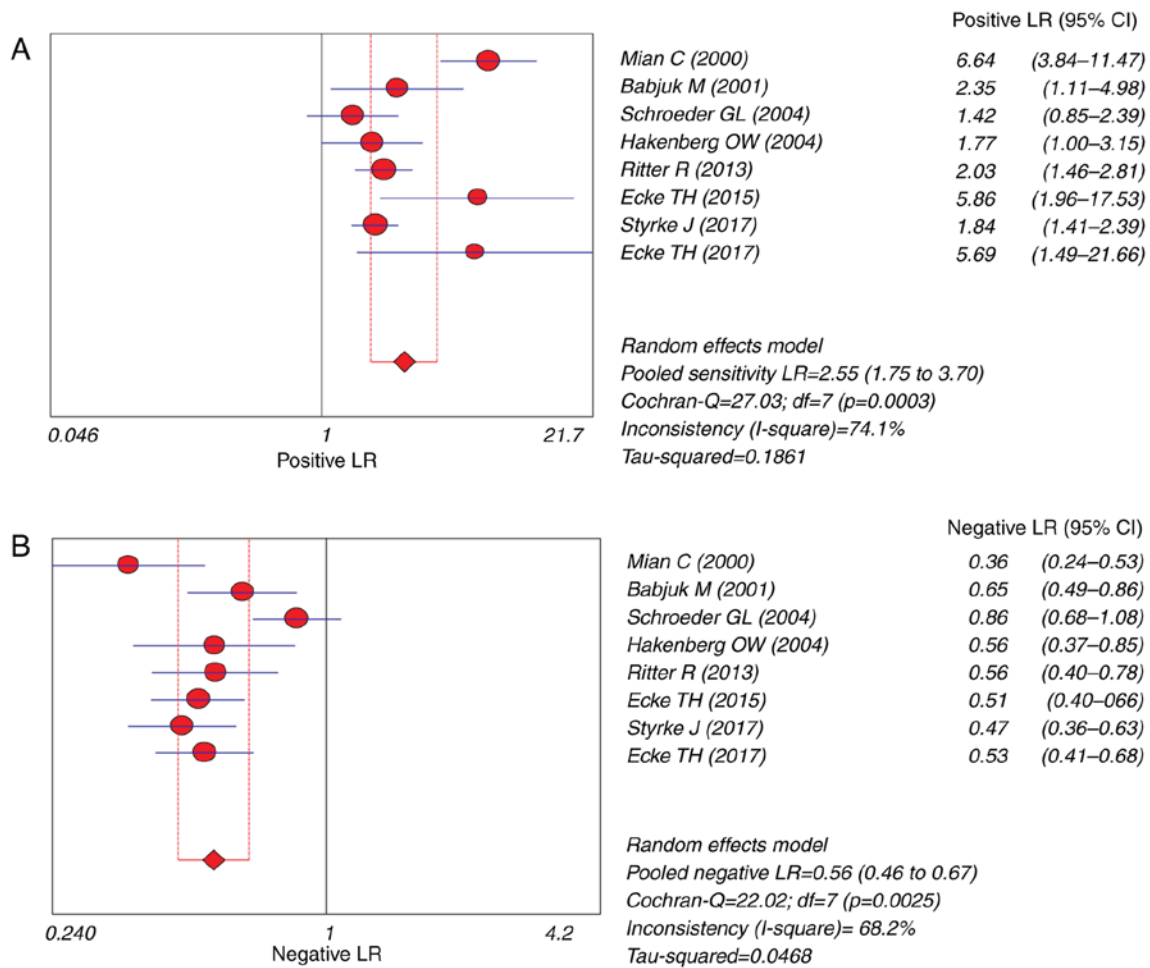 A
Positive LR (95% CI)
Mian C (2000) 6.64 (3.84–11.47)
Babjuk M (2001) 2.35 (1.11–4.98)
Schroeder GL (2004) 1.42 (0.85–2.39)
Hakenberg OW (2004) 1.77 (1.00–3.15)
Ritter R (2013) 2.03 (1.46–2.81)
Ecke TH (2015) 5.86 (1.96–17.53)
Styrke J (2017) 1.84 (1.41–2.39)
Ecke TH (2017) 5.69 (1.49–21.66)
Random effects model
Pooled sensitivity LR=2.55 (1.75 to 3.70)
Cochran-Q=27.03; df=7 (p=0.0003)
Inconsistency (I-square)=74.1%
Tau-squared=0.1861
0.046 1 21.7
Positive LR
B
Negative LR (95% CI)
Mian C (2000) 0.36 (0.24–0.53)
Babjuk M (2001) 0.65 (0.49–0.86)
Schroeder GL (2004) 0.86 (0.68–1.08)
Hakenberg OW (2004) 0.56 (0.37–0.85)
Ritter R (2013) 0.56 (0.40–0.78)
Ecke TH (2015) 0.51 (0.40–066)
Styrke J (2017) 0.47 (0.36–0.63)
Ecke TH (2017) 0.53 (0.41–0.68)
Random effects model
Pooled negative LR=0.56 (0.46 to 0.67)
Cochran-Q=22.02; df=7 (p=0.0025)
Inconsistency (I-square)= 68.2%
Tau-squared=0.0468
0.240 1 4.2
Negative LR